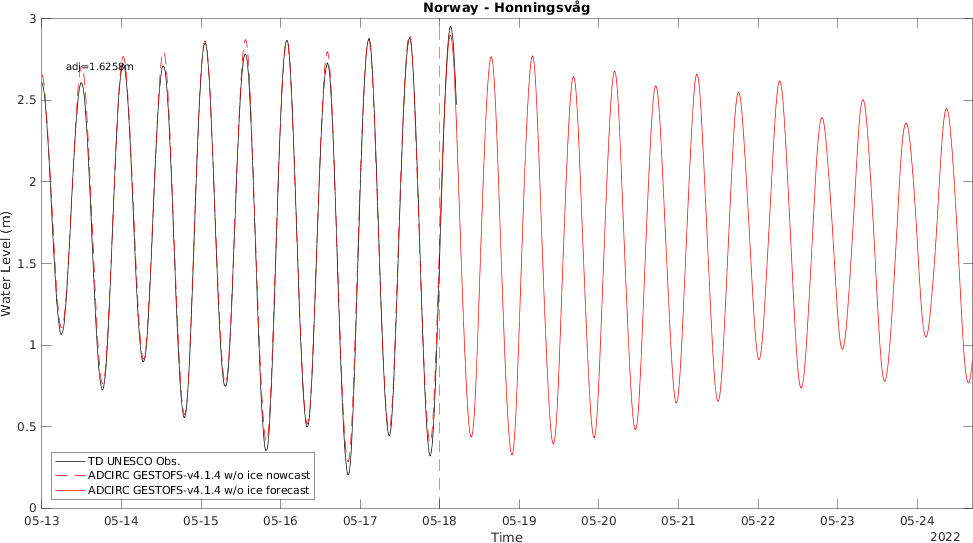 Norway - Honningsvåg
3
adj=1.6258m
2.5
2
1.5
1
0.5
0
Water Level (m)
TD UNESCO Obs.
ADCIRC GESTOFS-v4.1.4 w/o ice nowcast
ADCIRC GESTOFS-v4.1.4 w/o ice forecast
05-13 05-14 05-15 05-16 05-17 05-18 05-19 05-20 05-21 05-22 05-23 05-24
Time
2022